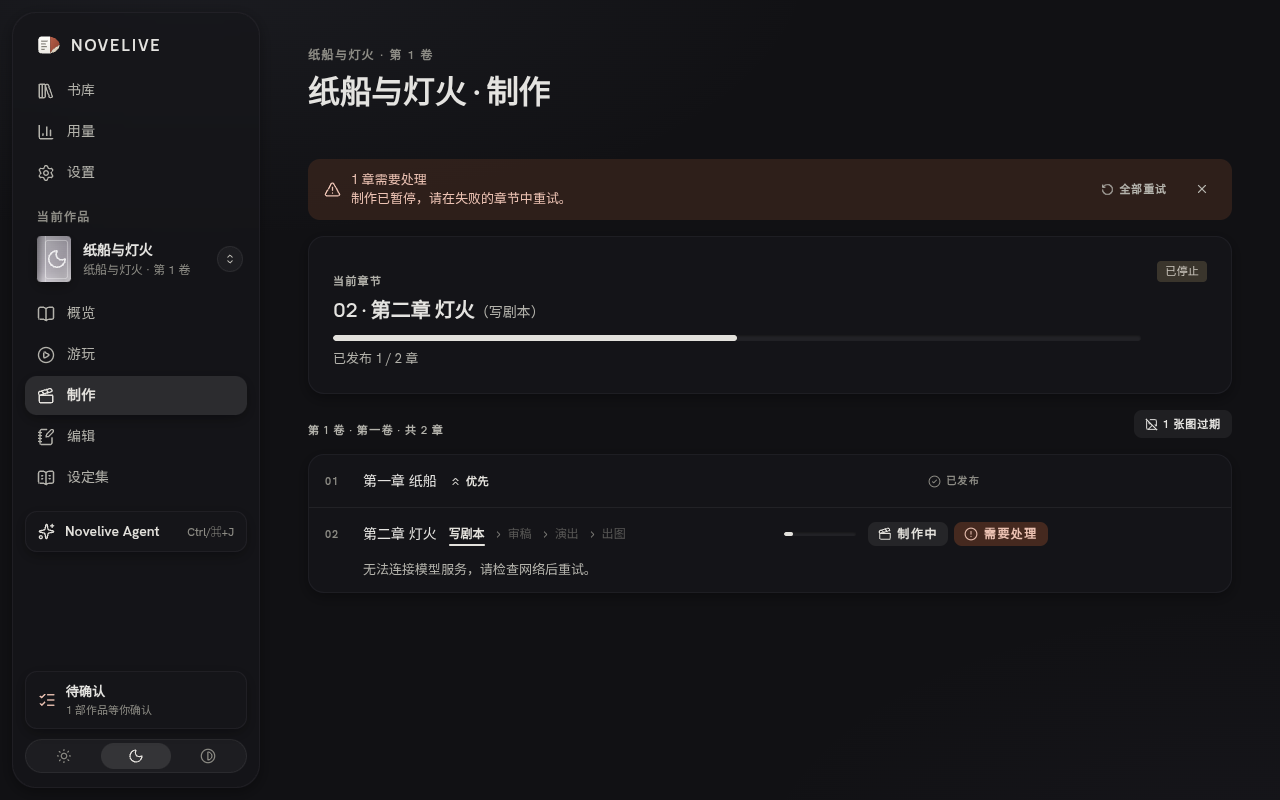 NOVELIVE
书库
用量
设置
当前作品
纸船与灯火
纸船与灯火 · 第 1 卷
概览
游玩
制作
编辑
设定集
Novelive Agent
Ctrl/⌘+J
待确认
1 部作品等你确认
纸船与灯火 · 第 1 卷
纸船与灯火 · 制作
1 章需要处理
制作已暂停，请在失败的章节中重试。
全部重试
当前章节
已停止
02 · 第二章 灯火（写剧本）
已发布 1 / 2 章
第 1 卷 · 第一卷 · 共 2 章
1 张图过期
01 第一章 纸船 优先 已发布
02 第二章 灯火 写剧本 › 审稿 › 演出 › 出图 制作中 需要处理
无法连接模型服务，请检查网络后重试。